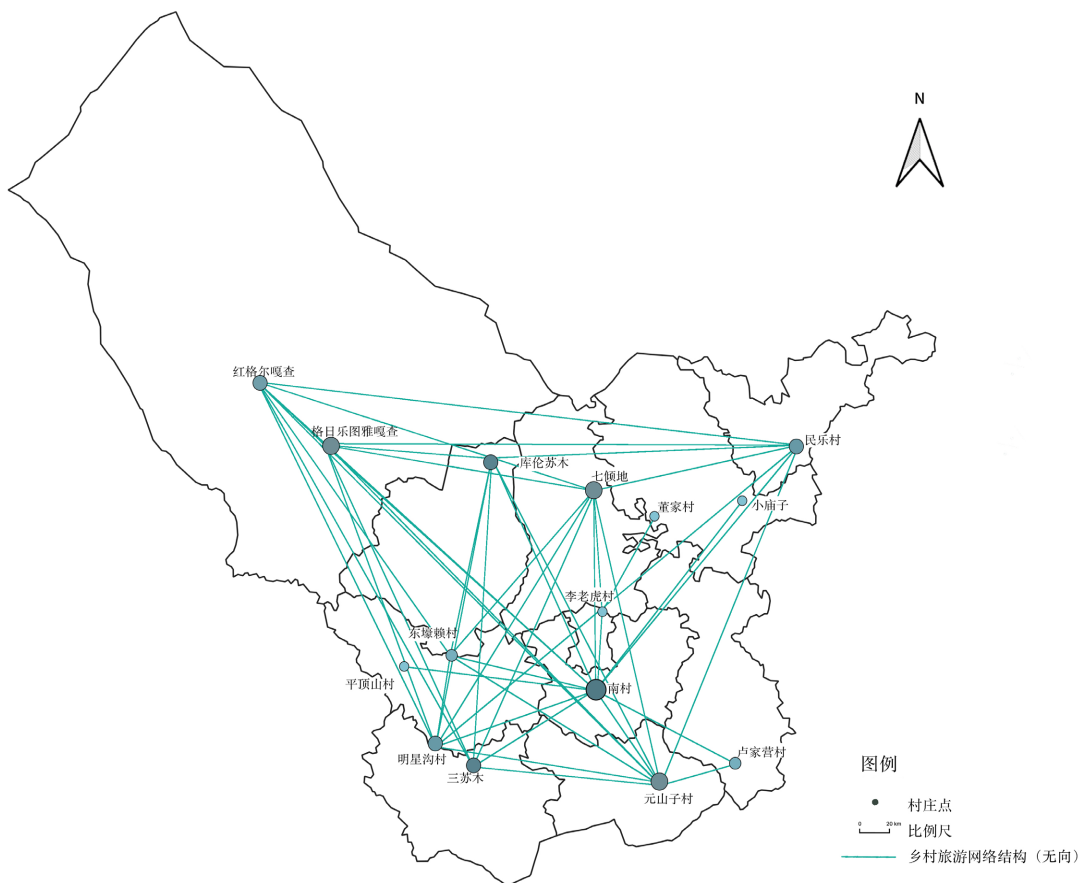 N
红格尔嘎查
格日乐图雅嘎查
民乐村
库伦苏木
七倾地
小庙子
董家村
李老虎村
东壕赖村
平顶山村
南村
明星沟村
三苏木
卢家营村
元山子村
图例
村庄点
0 20 km
比例尺
乡村旅游网络结构（无向）